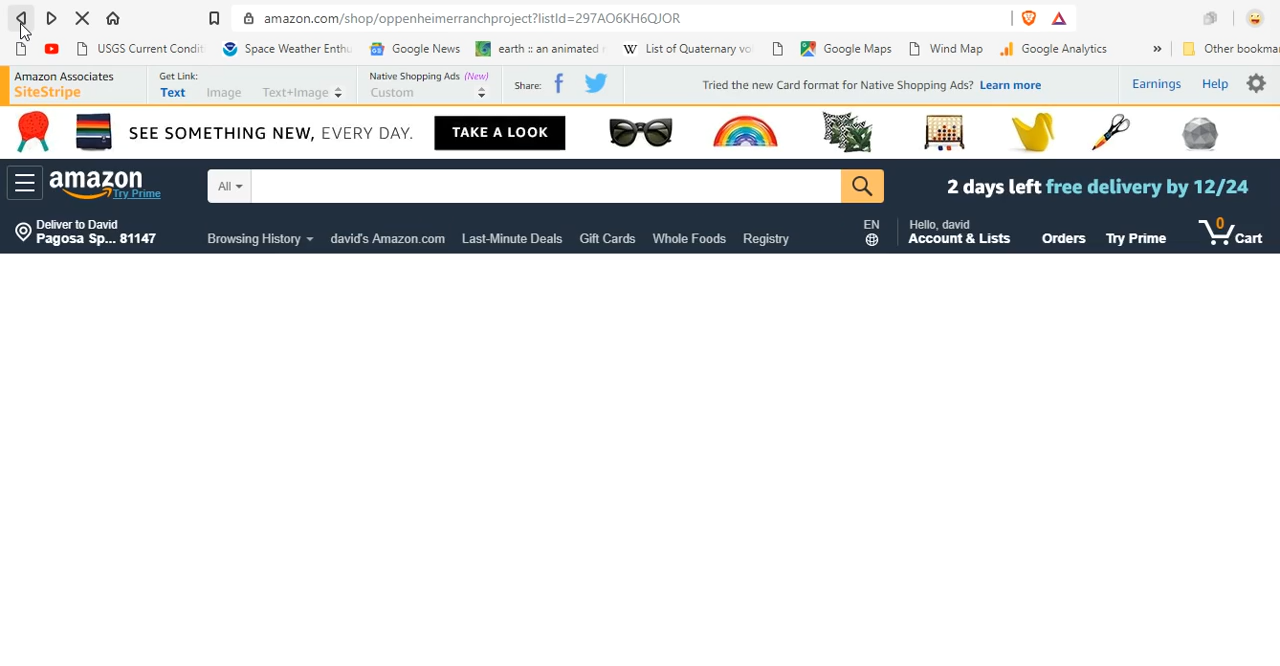 amazon.com/shop/oppenheimerranchproject?listId=297AO6KH6QJOR
USGS Current Condit Space Weather Enthu Google News earth :: an animated W List of Quaternary vo Google Maps Wind Map Google Analytics » Other bookma
Amazon Associates
SiteStripe
Get Link:
Text Image Text+Image
Native Shopping Ads (New)
Custom
Share:
Tried the new Card format for Native Shopping Ads? Learn more
Earnings Help
SEE SOMETHING NEW, EVERY DAY. TAKE A LOOK
amazon
Try Prime
All
2 days left free delivery by 12/24
Deliver to David
Pagosa Sp... 81147
Browsing History david's Amazon.com Last-Minute Deals Gift Cards Whole Foods Registry
EN
Hello, david
Account & Lists
Orders Try Prime
0
Cart